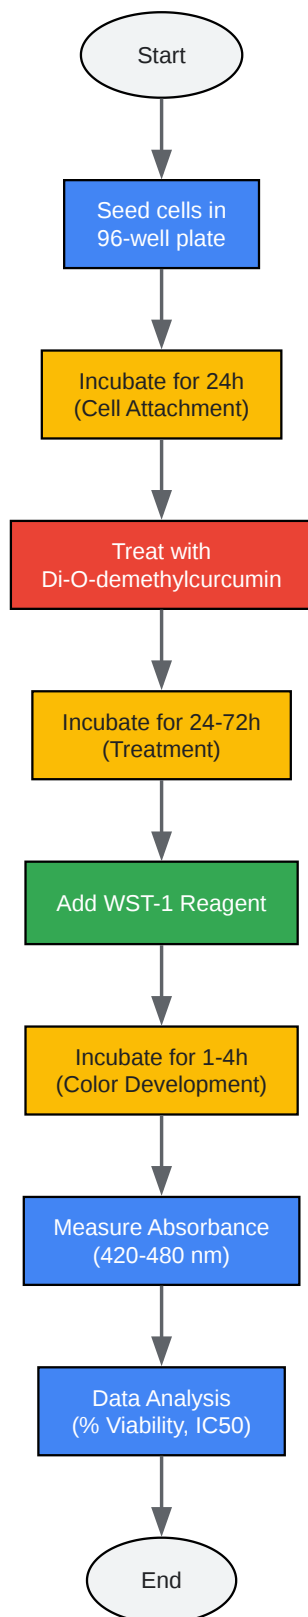 Start
Seed cells in
96-well plate
Incubate for 24h
(Cell Attachment)
Treat with
Di-O-demethylcurcumin
Incubate for 24-72h
(Treatment)
Add WST-1 Reagent
Incubate for 1-4h
(Color Development)
Measure Absorbance
(420-480 nm)
Data Analysis
(% Viability, IC50)
End